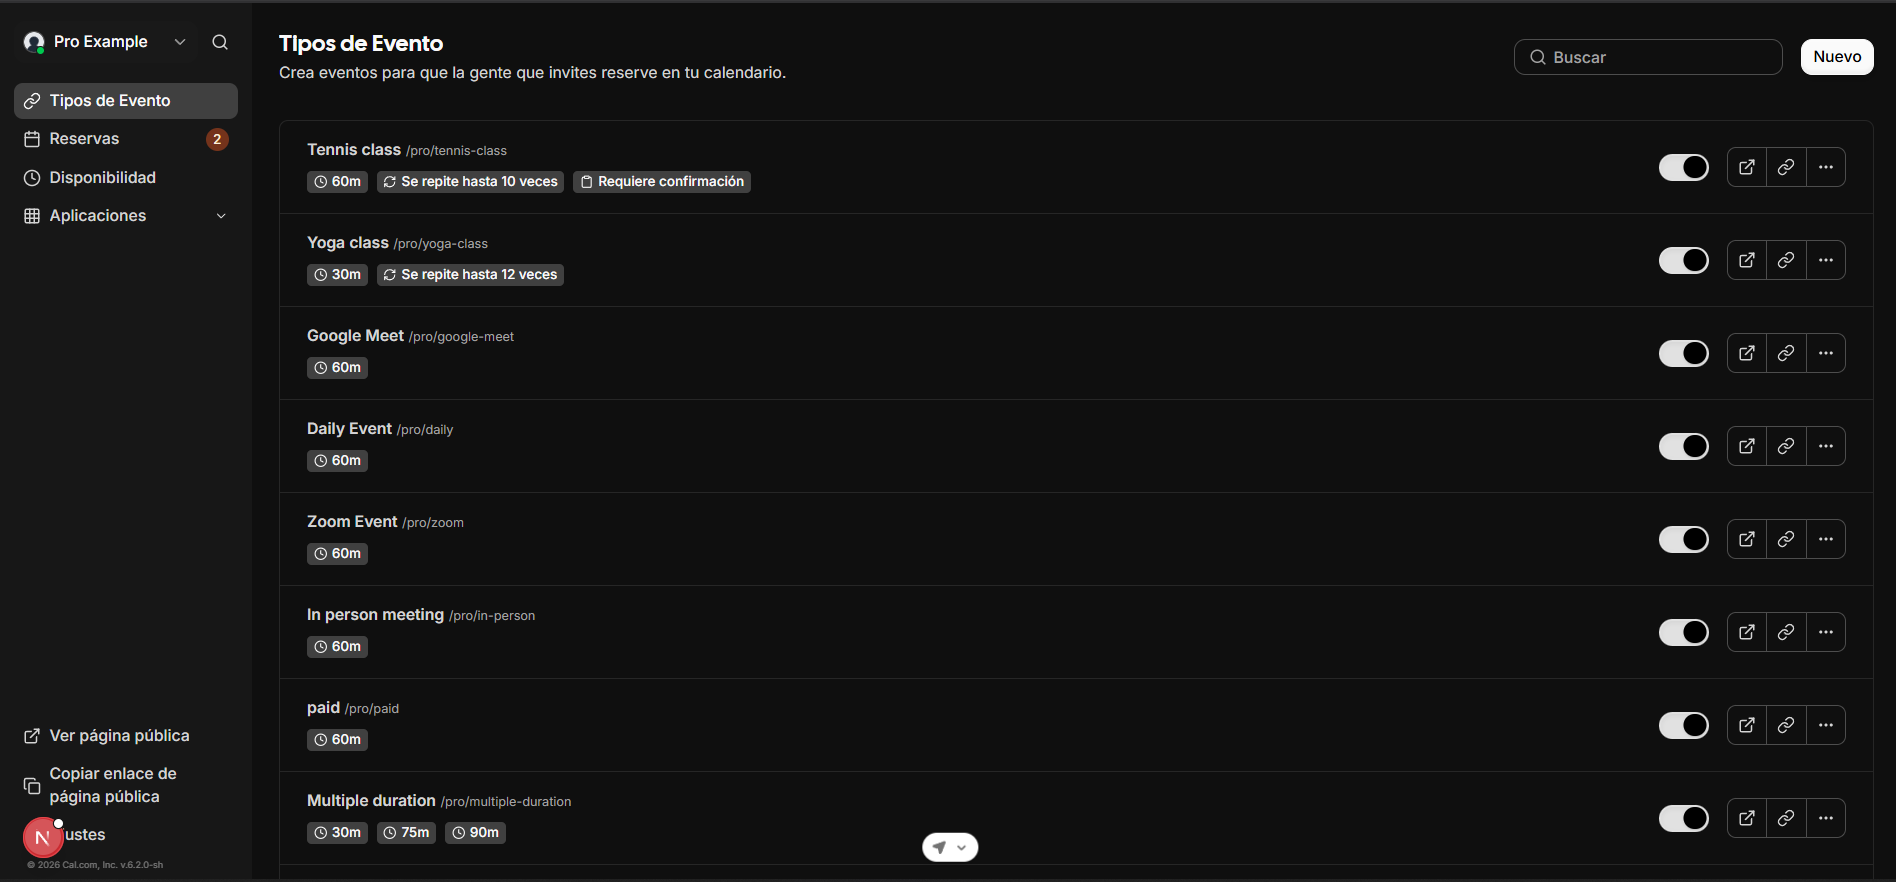 Pro Example
Tipos de Evento
Reservas
2
Disponibilidad
Aplicaciones
Ver página pública
Copiar enlace de
página pública
N
ustes
© 2026 Cal.com, Inc. v.6.2.0-sh
Tipos de Evento
Crea eventos para que la gente que invites reserve en tu calendario.
Buscar
Nuevo
Tennis class /pro/tennis-class
60m Se repite hasta 10 veces Requiere confirmación
Yoga class /pro/yoga-class
30m Se repite hasta 12 veces
Google Meet /pro/google-meet
60m
Daily Event /pro/daily
60m
Zoom Event /pro/zoom
60m
In person meeting /pro/in-person
60m
paid /pro/paid
60m
Multiple duration /pro/multiple-duration
30m 75m 90m